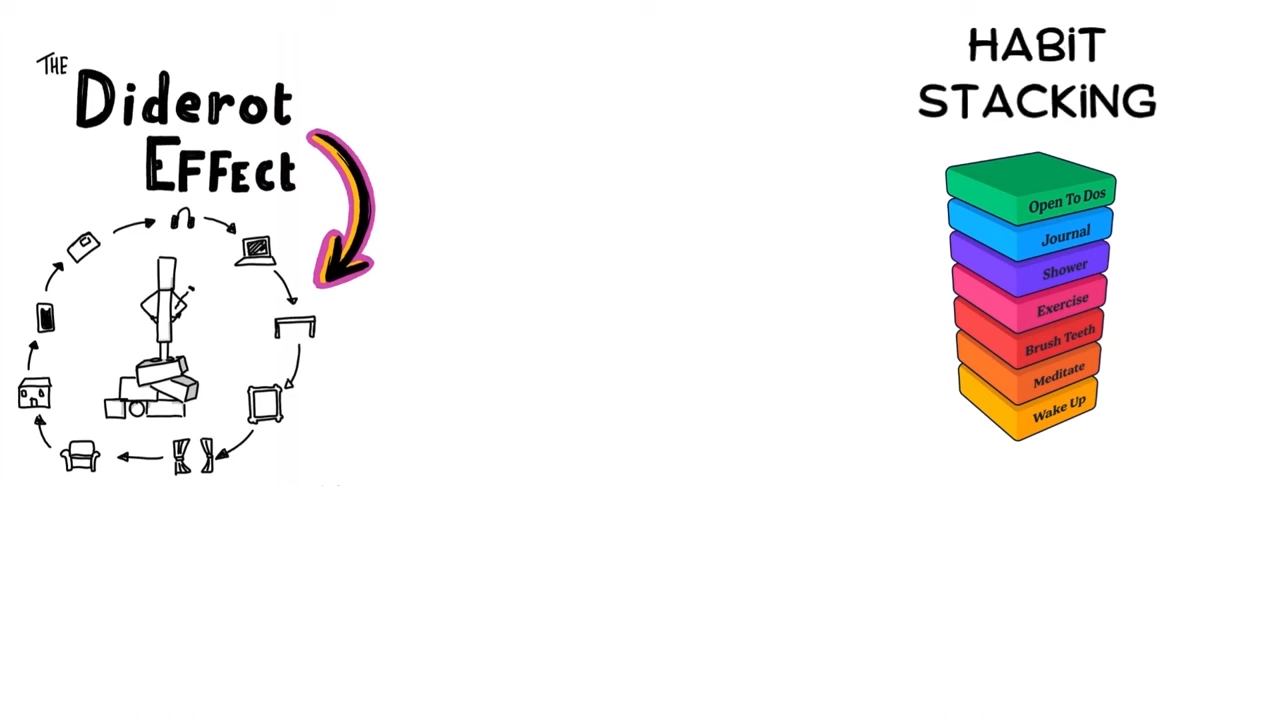 THE
Diderot
EFFEct
HABiT
STACKiNG
Open To Dos
Journal
Shower
Exercise
Brush Teeth
Meditate
Wake Up